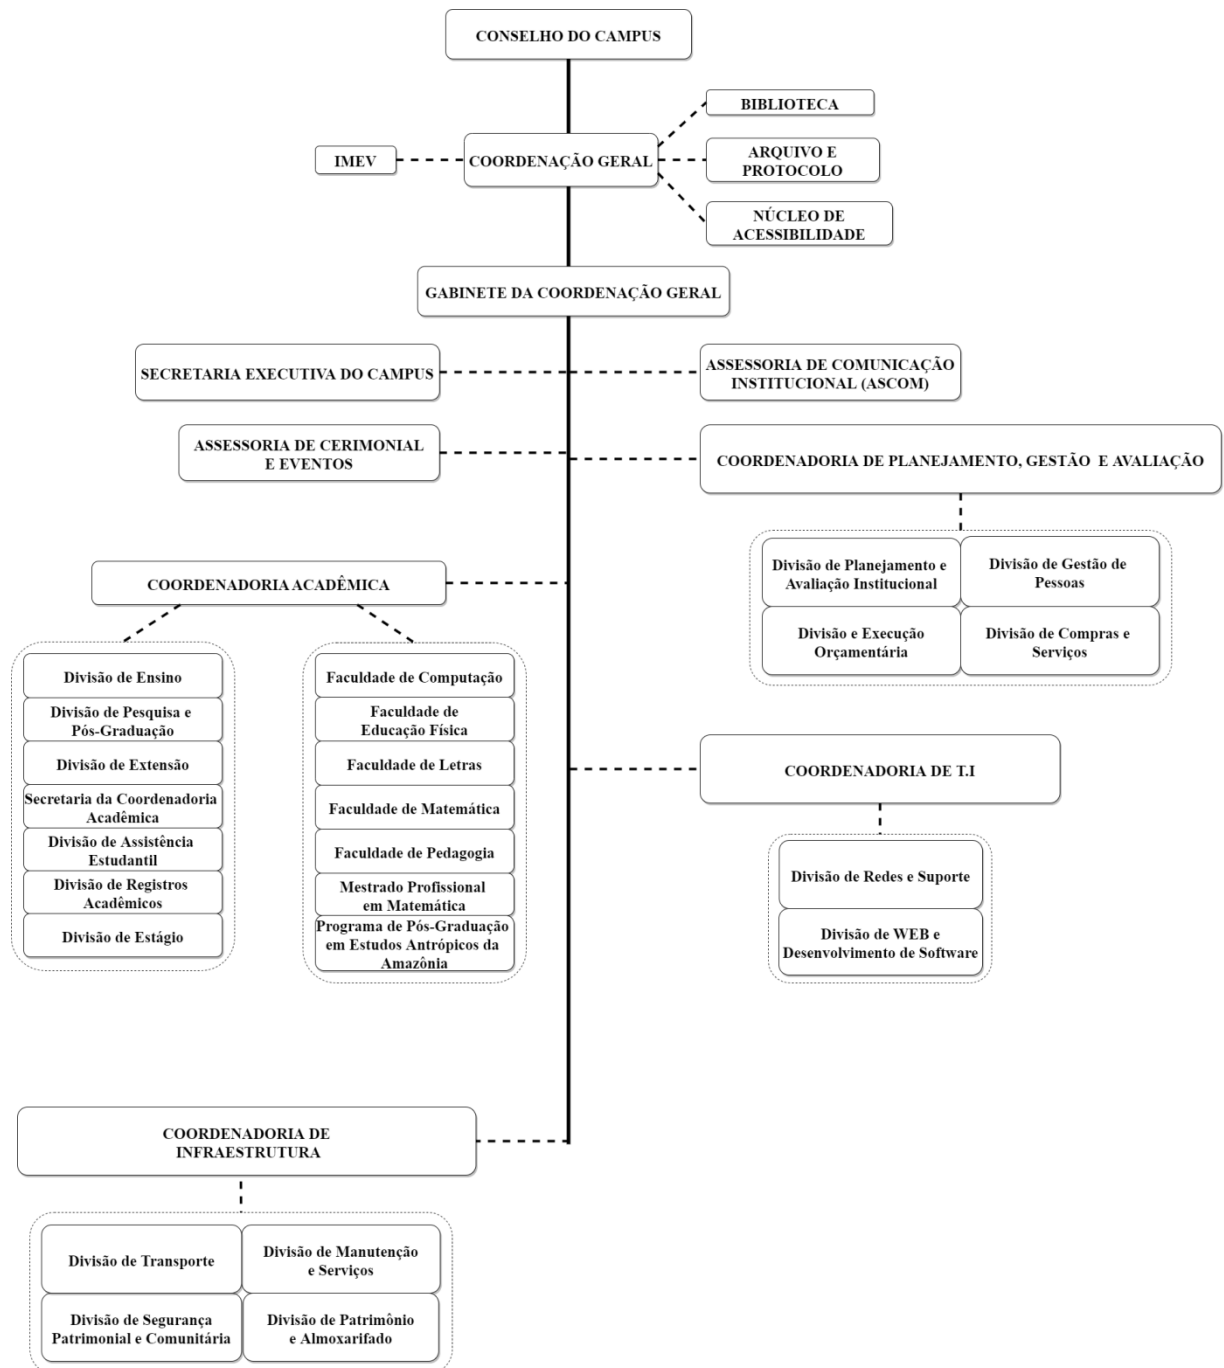 CONSELHO DO CAMPUS
BIBLIOTECA
IMEV
COORDENAÇÃO GERAL
ARQUIVO E
PROTOCOLO
NÚCLEO DE
ACESSIBILIDADE
GABINETE DA COORDENAÇÃO GERAL
SECRETARIA EXECUTIVA DO CAMPUS
ASSESSORIA DE COMUNICAÇÃO
INSTITUCIONAL (ASCOM)
ASSESSORIA DE CERIMONIAL
E EVENTOS
COORDENADORIA DE PLANEJAMENTO, GESTÃO E AVALIAÇÃO
Divisão de Planejamento e
Avaliação Institucional
Divisão de Gestão de
Pessoas
Divisão e Execução
Orçamentária
Divisão de Compras e
Serviços
COORDENADORIA ACADÊMICA
Divisão de Ensino
Divisão de Pesquisa e
Pós-Graduação
Divisão de Extensão
Secretaria da Coordenadoria
Acadêmica
Divisão de Assistência
Estudantil
Divisão de Registros
Acadêmicos
Divisão de Estágio
Faculdade de Computação
Faculdade de
Educação Física
Faculdade de Letras
Faculdade de Matemática
Faculdade de Pedagogia
Mestrado Profissional
em Matemática
Programa de Pós-Graduação
em Estudos Antrópicos da
Amazônia
COORDENADORIA DE T.I
Divisão de Redes e Suporte
Divisão de WEB e
Desenvolvimento de Software
COORDENADORIA DE
INFRAESTRUTURA
Divisão de Transporte
Divisão de Manutenção
e Serviços
Divisão de Segurança
Patrimonial e Comunitária
Divisão de Patrimônio
e Almoxarifado